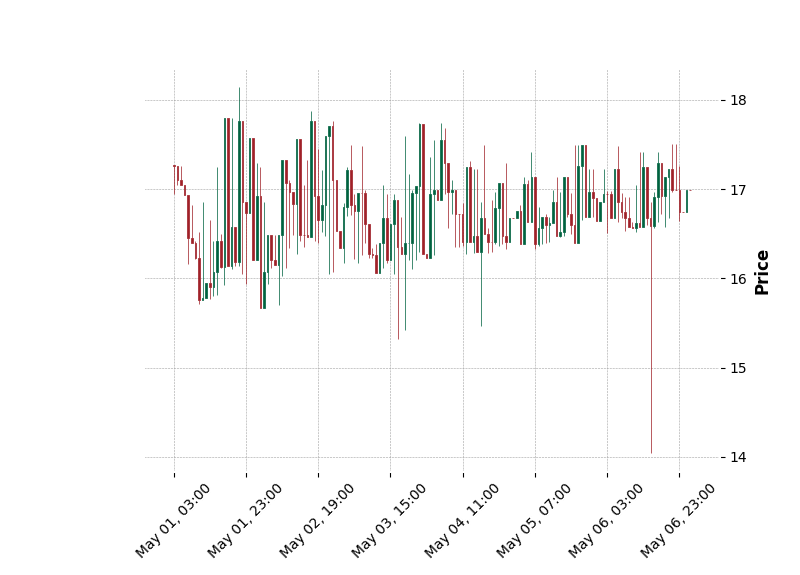 18
17
16
15
14
Price
May 01, 03:00
May 01, 23:00
May 02, 19:00
May 03, 15:00
May 04, 11:00
May 05, 07:00
May 06, 03:00
May 06, 23:00